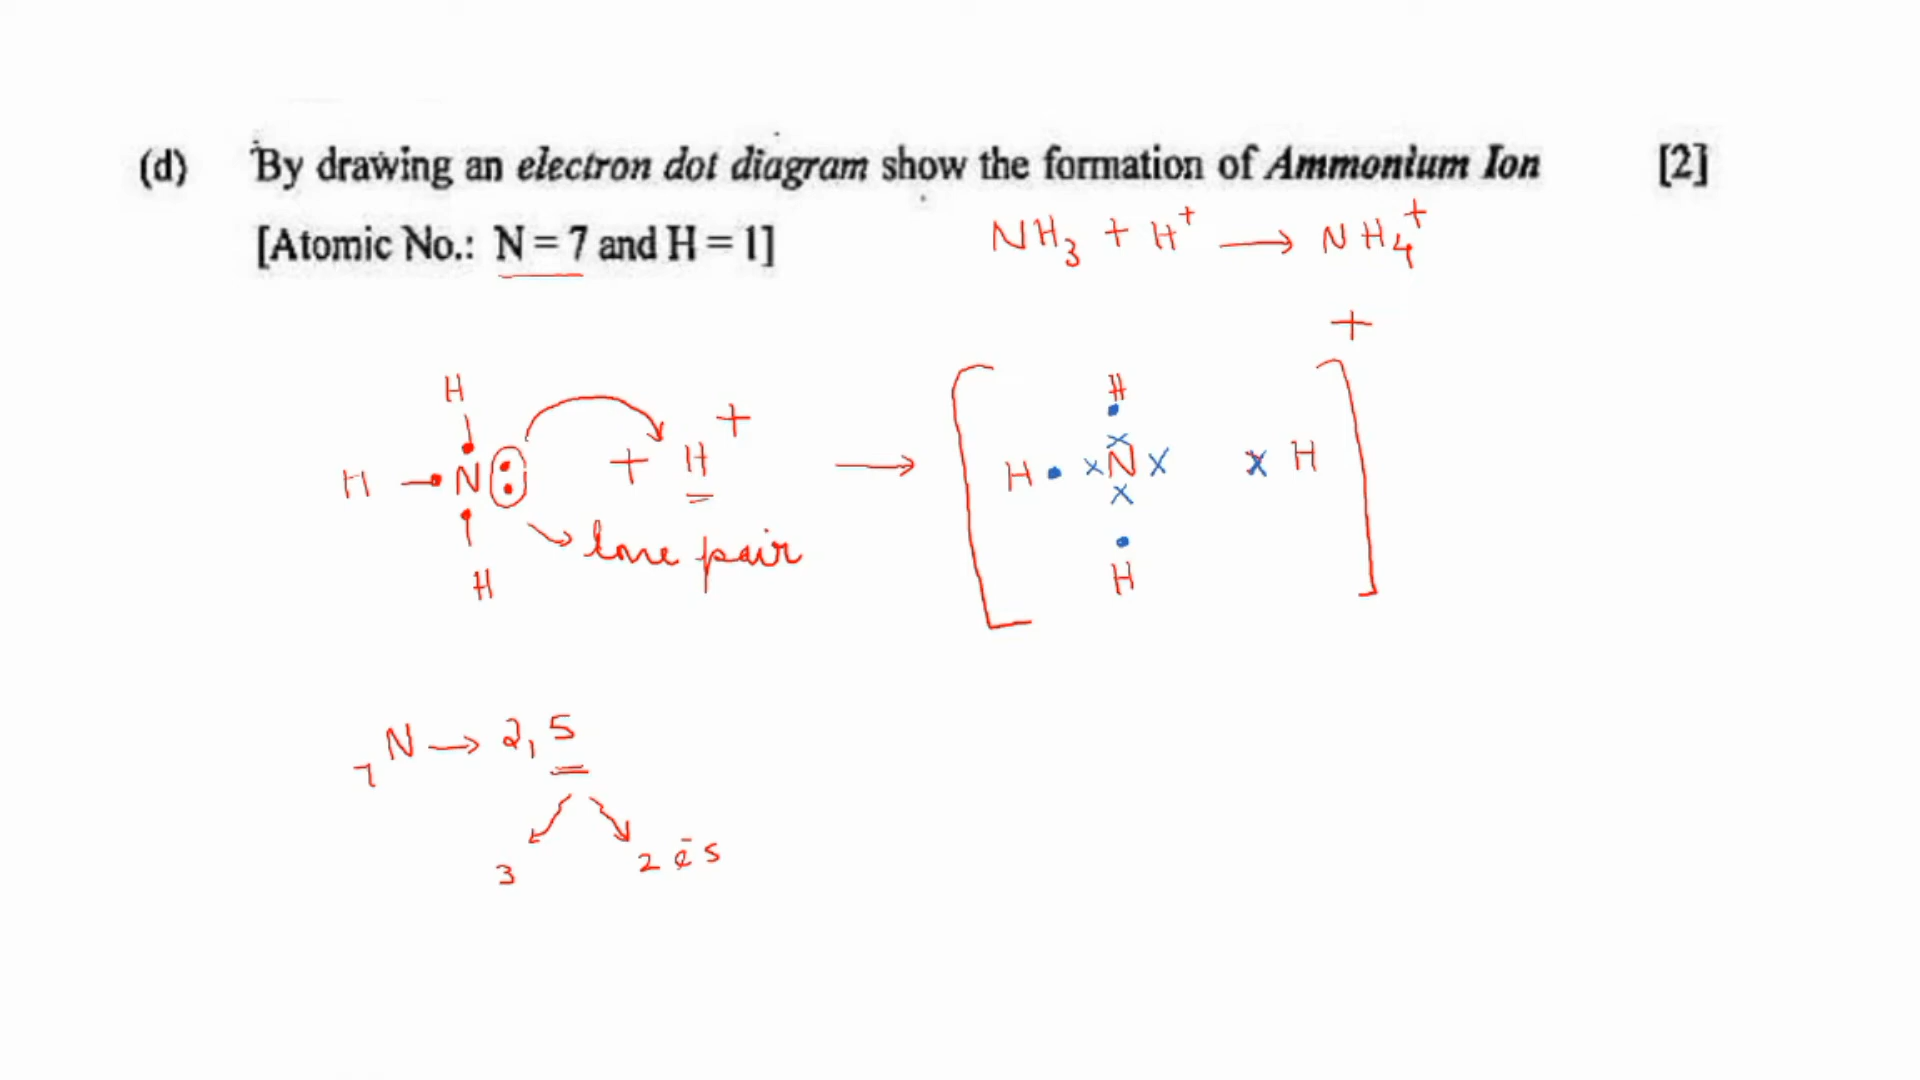 (d) By drawing an electron dot diagram show the formation of Ammonium Ion [2]
[Atomic No.: N = 7 and H = 1]
NH₃ + H⁺ → NH₄⁺
+
H H
H — • N : + H⁺ → [ H • x N x x H ]
lone pair
H H
₇N → 2, 5
3 2 ēs